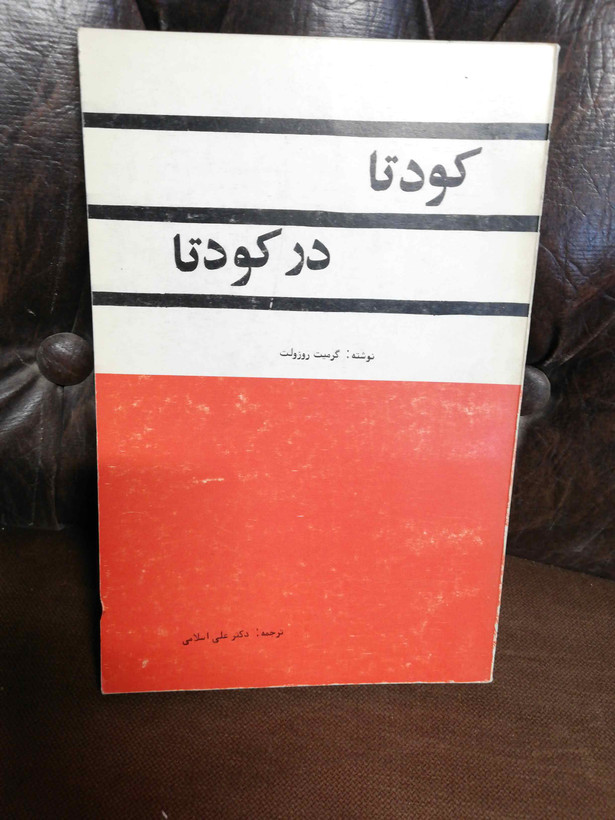 کودتا
در کودتا
نوشته: کرمیت روزولت
ترجمه: دکتر علی اسلامی